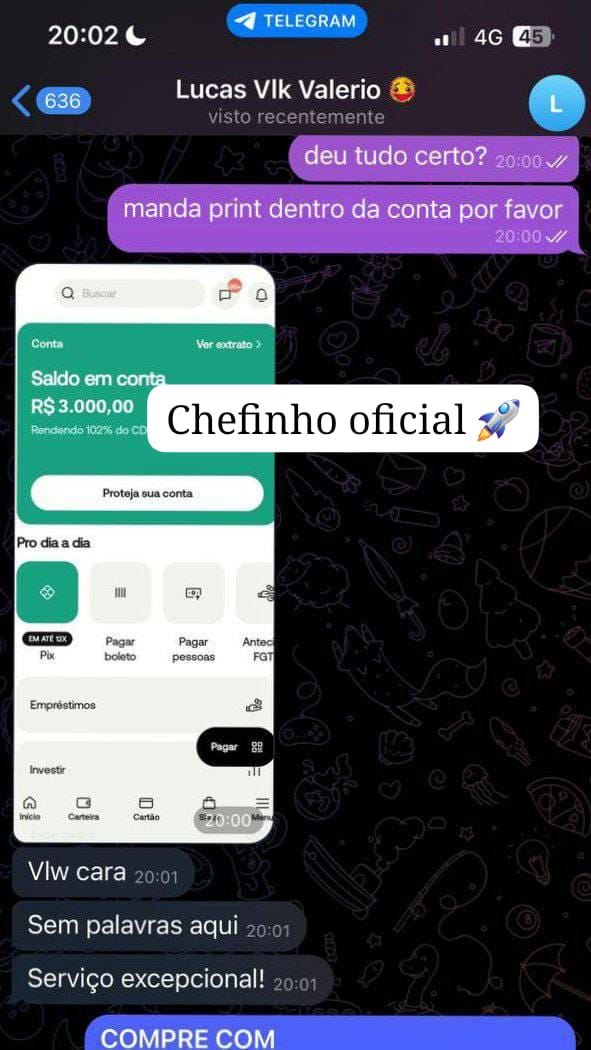 20:02
TELEGRAM
4G 45
636
Lucas Vlk Valerio
visto recentemente
L
deu tudo certo? 20:00
manda print dentro da conta por favor
20:00
Buscar
99+
Conta
Ver extrato >
Saldo em conta
R$ 3.000,00
Rendendo 102% do CD
Chefinho oficial 🚀
Proteja sua conta
Pro dia a dia
EM ATÉ 12X
Pix
Pagar
boleto
Pagar
pessoas
Anteci
FGT
Empréstimos
Pagar
Investir
Início
Carteira
Cartão
Menu
20:00
Vlw cara 20:01
Sem palavras aqui 20:01
Serviço excepcional! 20:01
COMPRE COM